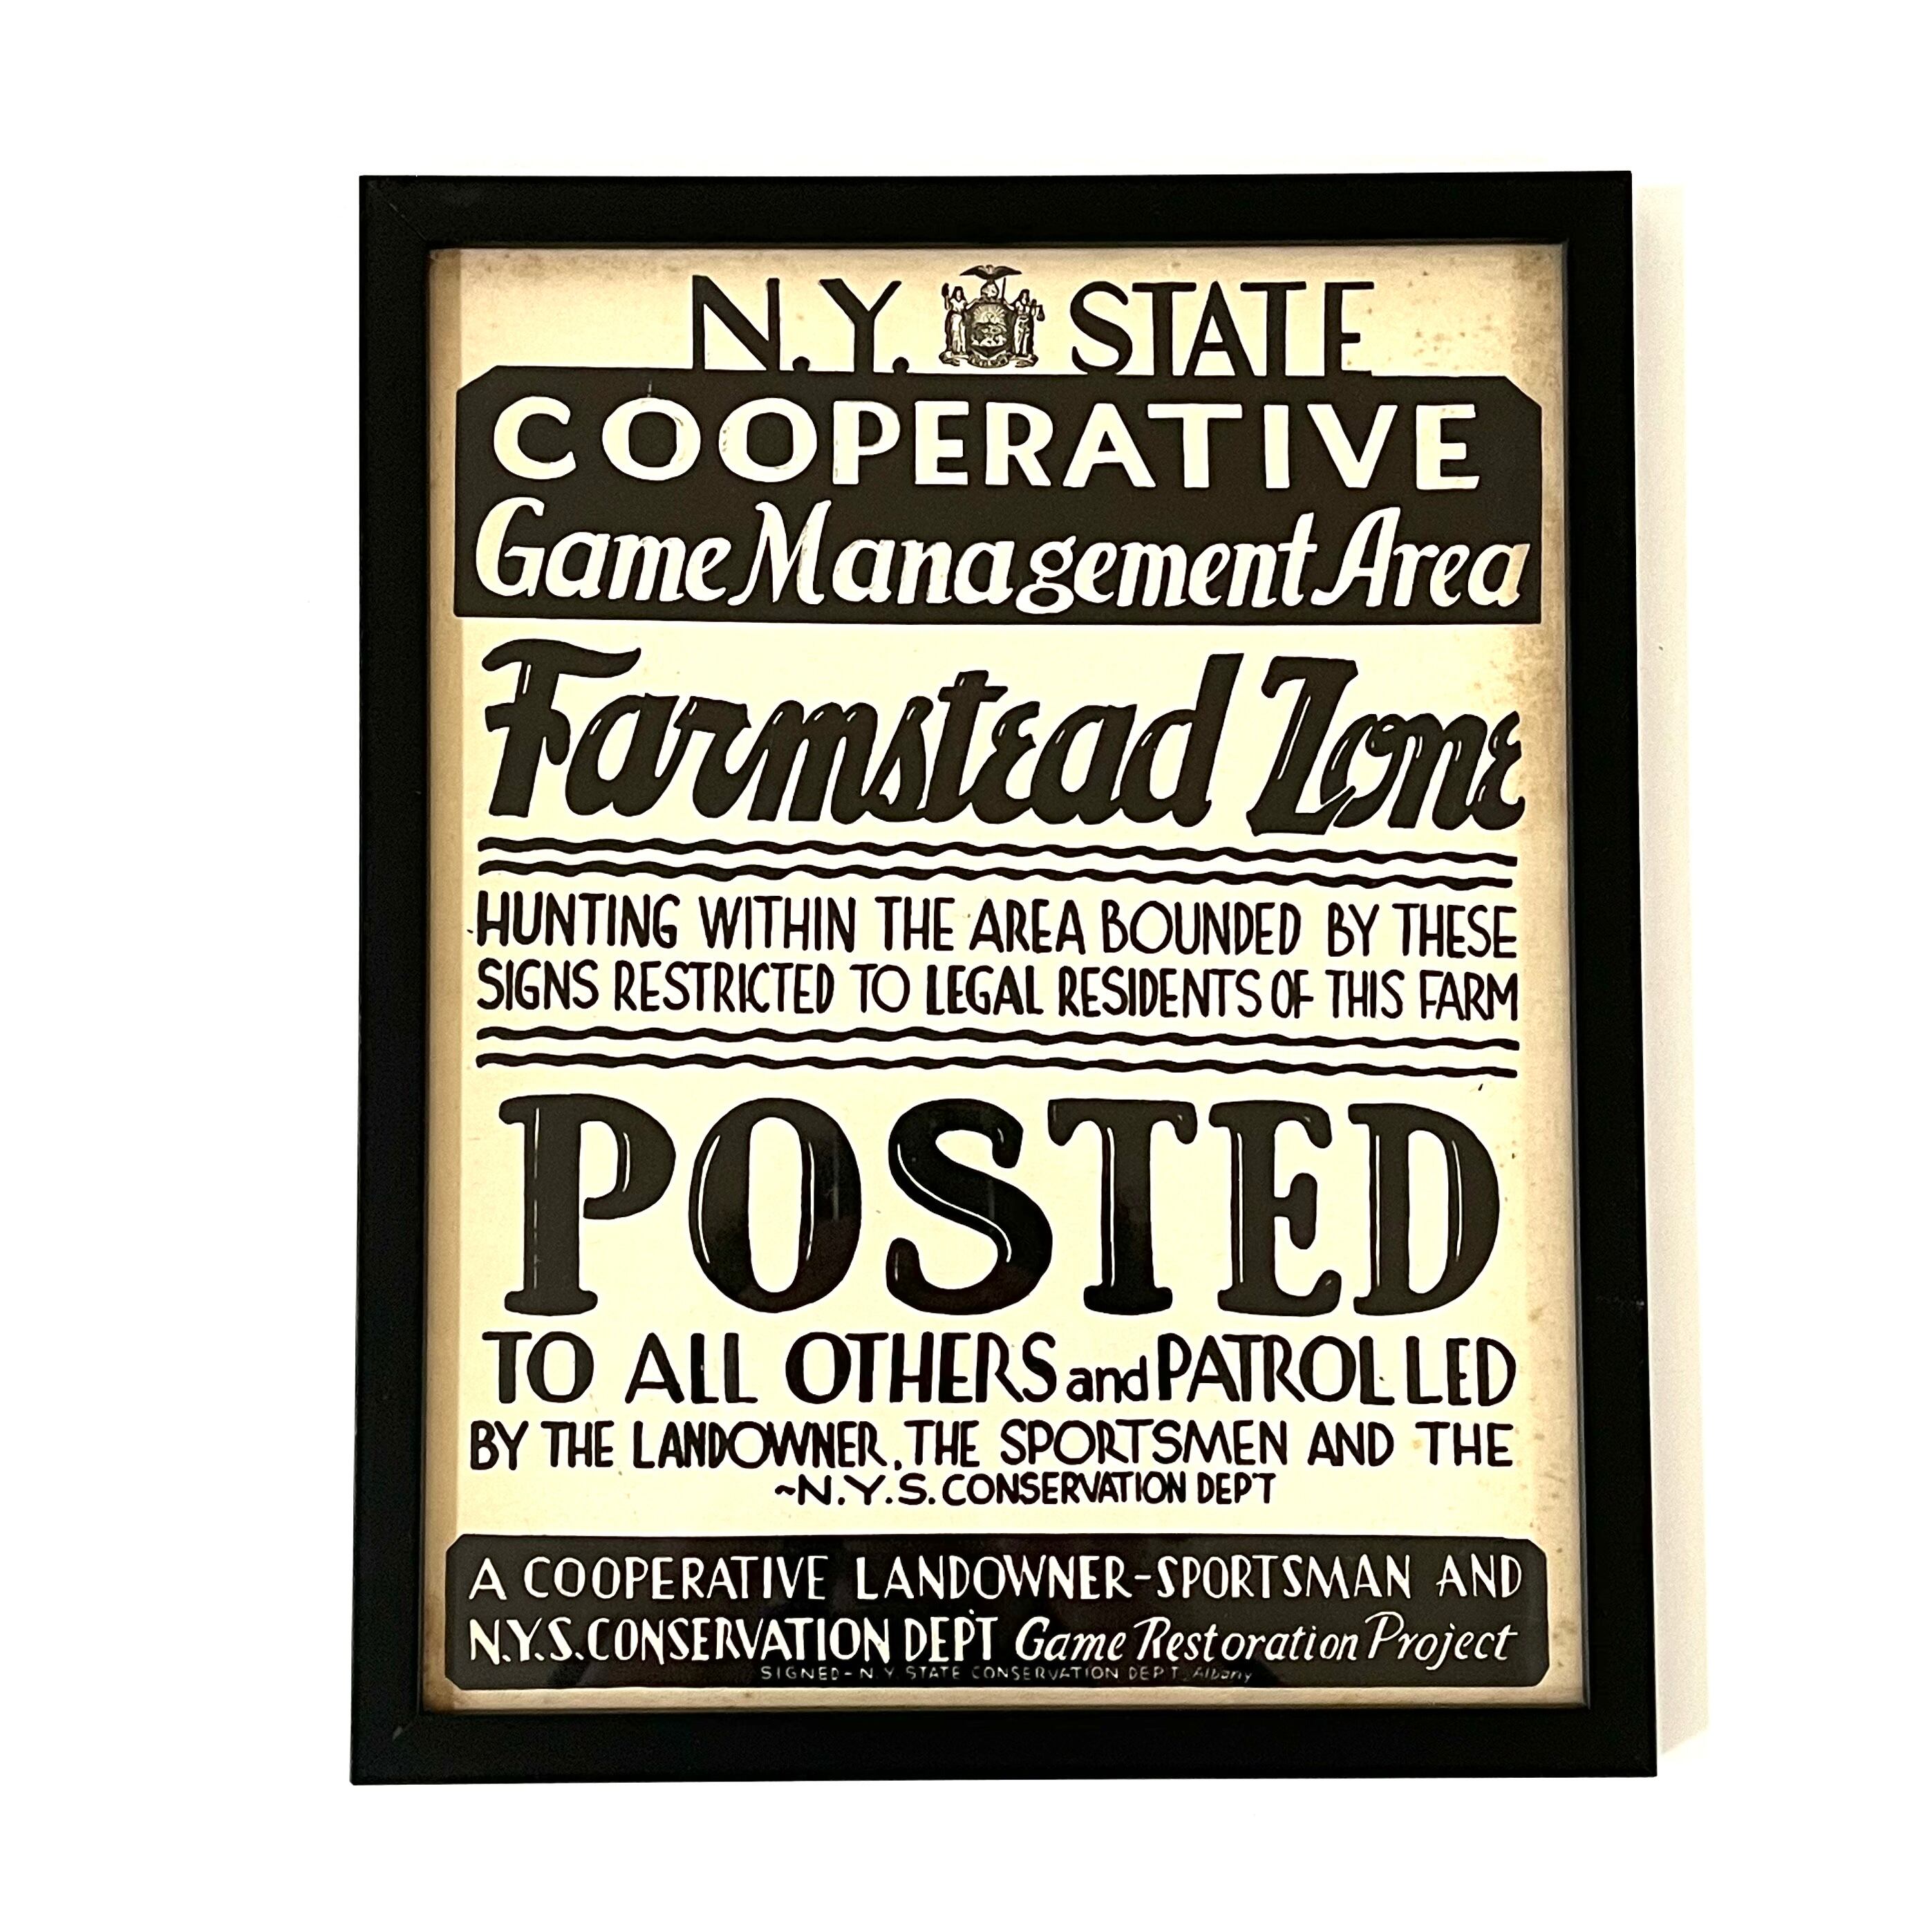 N.Y. STATE
COOPERATIVE
Game Management Area
Farmstead Zone
HUNTING WITHIN THE AREA BOUNDED BY THESE
SIGNS RESTRICTED TO LEGAL RESIDENTS OF THIS FARM
POSTED
TO ALL OTHERS and PATROLLED
BY THE LANDOWNER, THE SPORTSMEN AND THE
~N.Y.S. CONSERVATION DEP'T
A COOPERATIVE LANDOWNER-SPORTSMAN AND
N.Y.S. CONSERVATION DEP'T Game Restoration Project
SIGNED - N.Y. STATE CONSERVATION DEPT. Albany